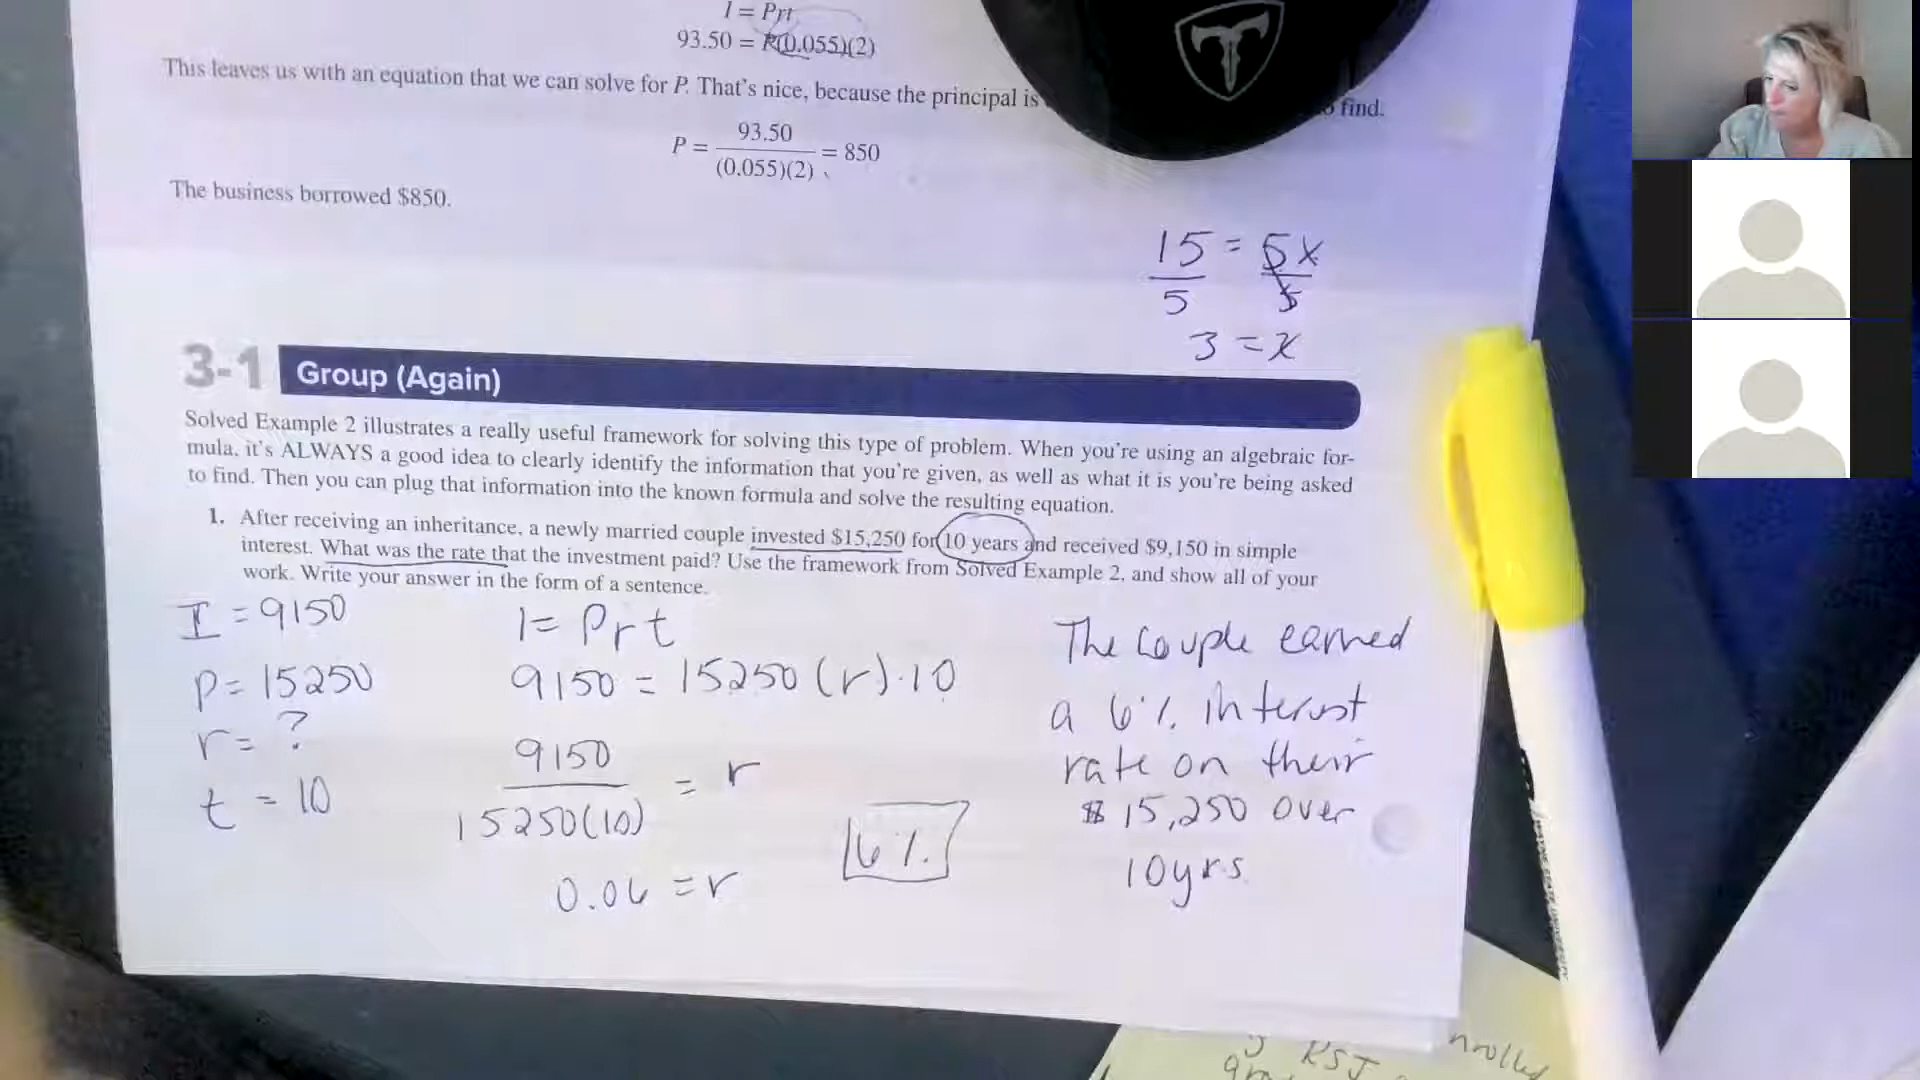 I = Prt
93.50 = P(0.055)(2)
This leaves us with an equation that we can solve for P. That's nice, because the principal is
find.
P = 93.50 / (0.055)(2) = 850
The business borrowed $850.
15 = 5x
5 5
3 = x
3-1 Group (Again)
Solved Example 2 illustrates a really useful framework for solving this type of problem. When you're using an algebraic for-
mula, it's ALWAYS a good idea to clearly identify the information that you're given, as well as what it is you're being asked
to find. Then you can plug that information into the known formula and solve the resulting equation.
1. After receiving an inheritance, a newly married couple invested $15,250 for 10 years and received $9,150 in simple
interest. What was the rate that the investment paid? Use the framework from Solved Example 2, and show all of your
work. Write your answer in the form of a sentence.
I = 9150
P = 15250
r = ?
t = 10
I = Prt
9150 = 15250 (r) · 10
9150
15250(10)
= r
0.06 = r
6%
The couple earned
a 6% interest
rate on their
$15,250 over
10yrs.
KSJ
nrolled